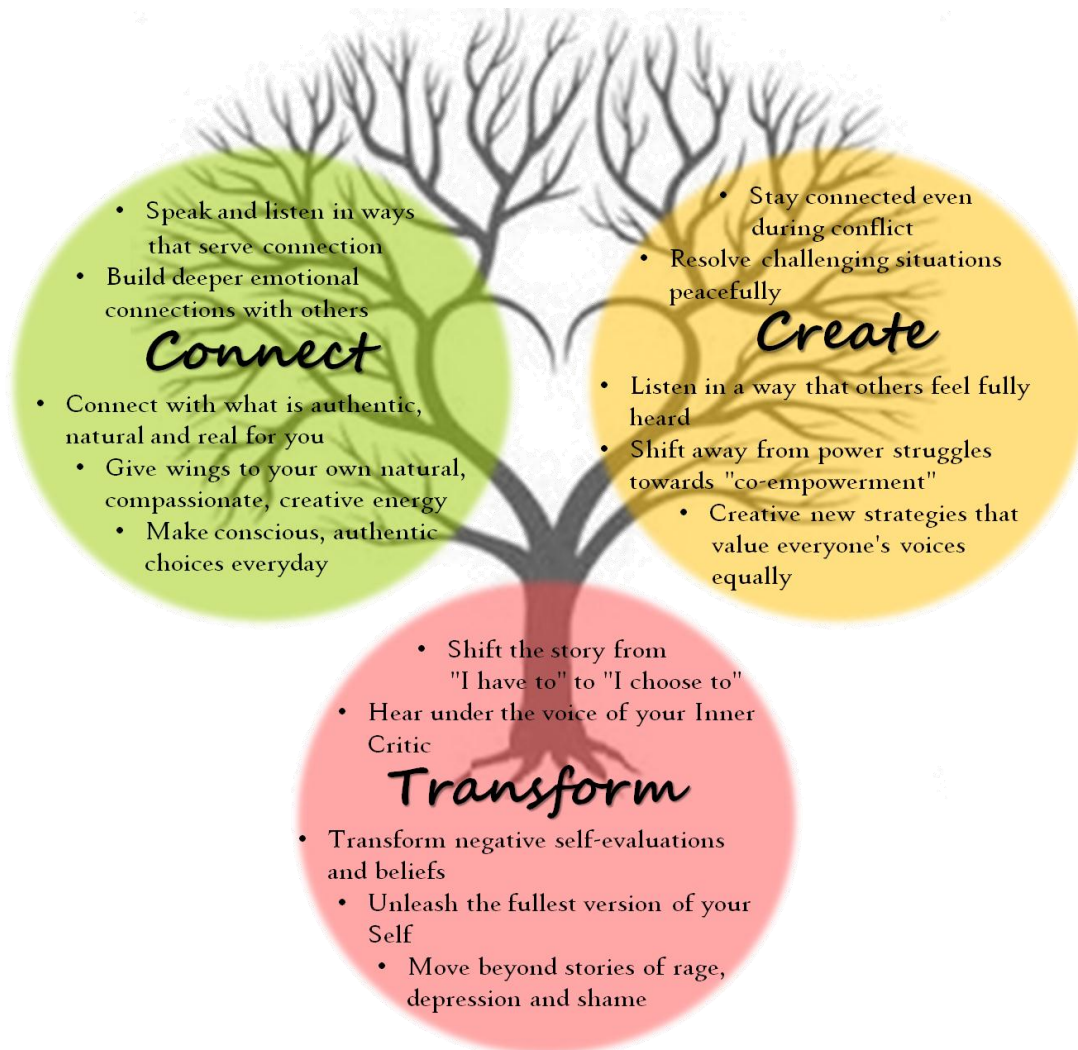 • Speak and listen in ways
that serve connection
• Build deeper emotional
connections with others
Connect
• Connect with what is authentic,
natural and real for you
• Give wings to your own natural,
compassionate, creative energy
• Make conscious, authentic
choices everyday
• Stay connected even
during conflict
• Resolve challenging situations
peacefully
Create
• Listen in a way that others feel fully
heard
• Shift away from power struggles
towards "co-empowerment"
• Creative new strategies that
value everyone's voices
equally
• Shift the story from
"I have to" to "I choose to"
• Hear under the voice of your Inner
Critic
Transform
• Transform negative self-evaluations
and beliefs
• Unleash the fullest version of your
Self
• Move beyond stories of rage,
depression and shame